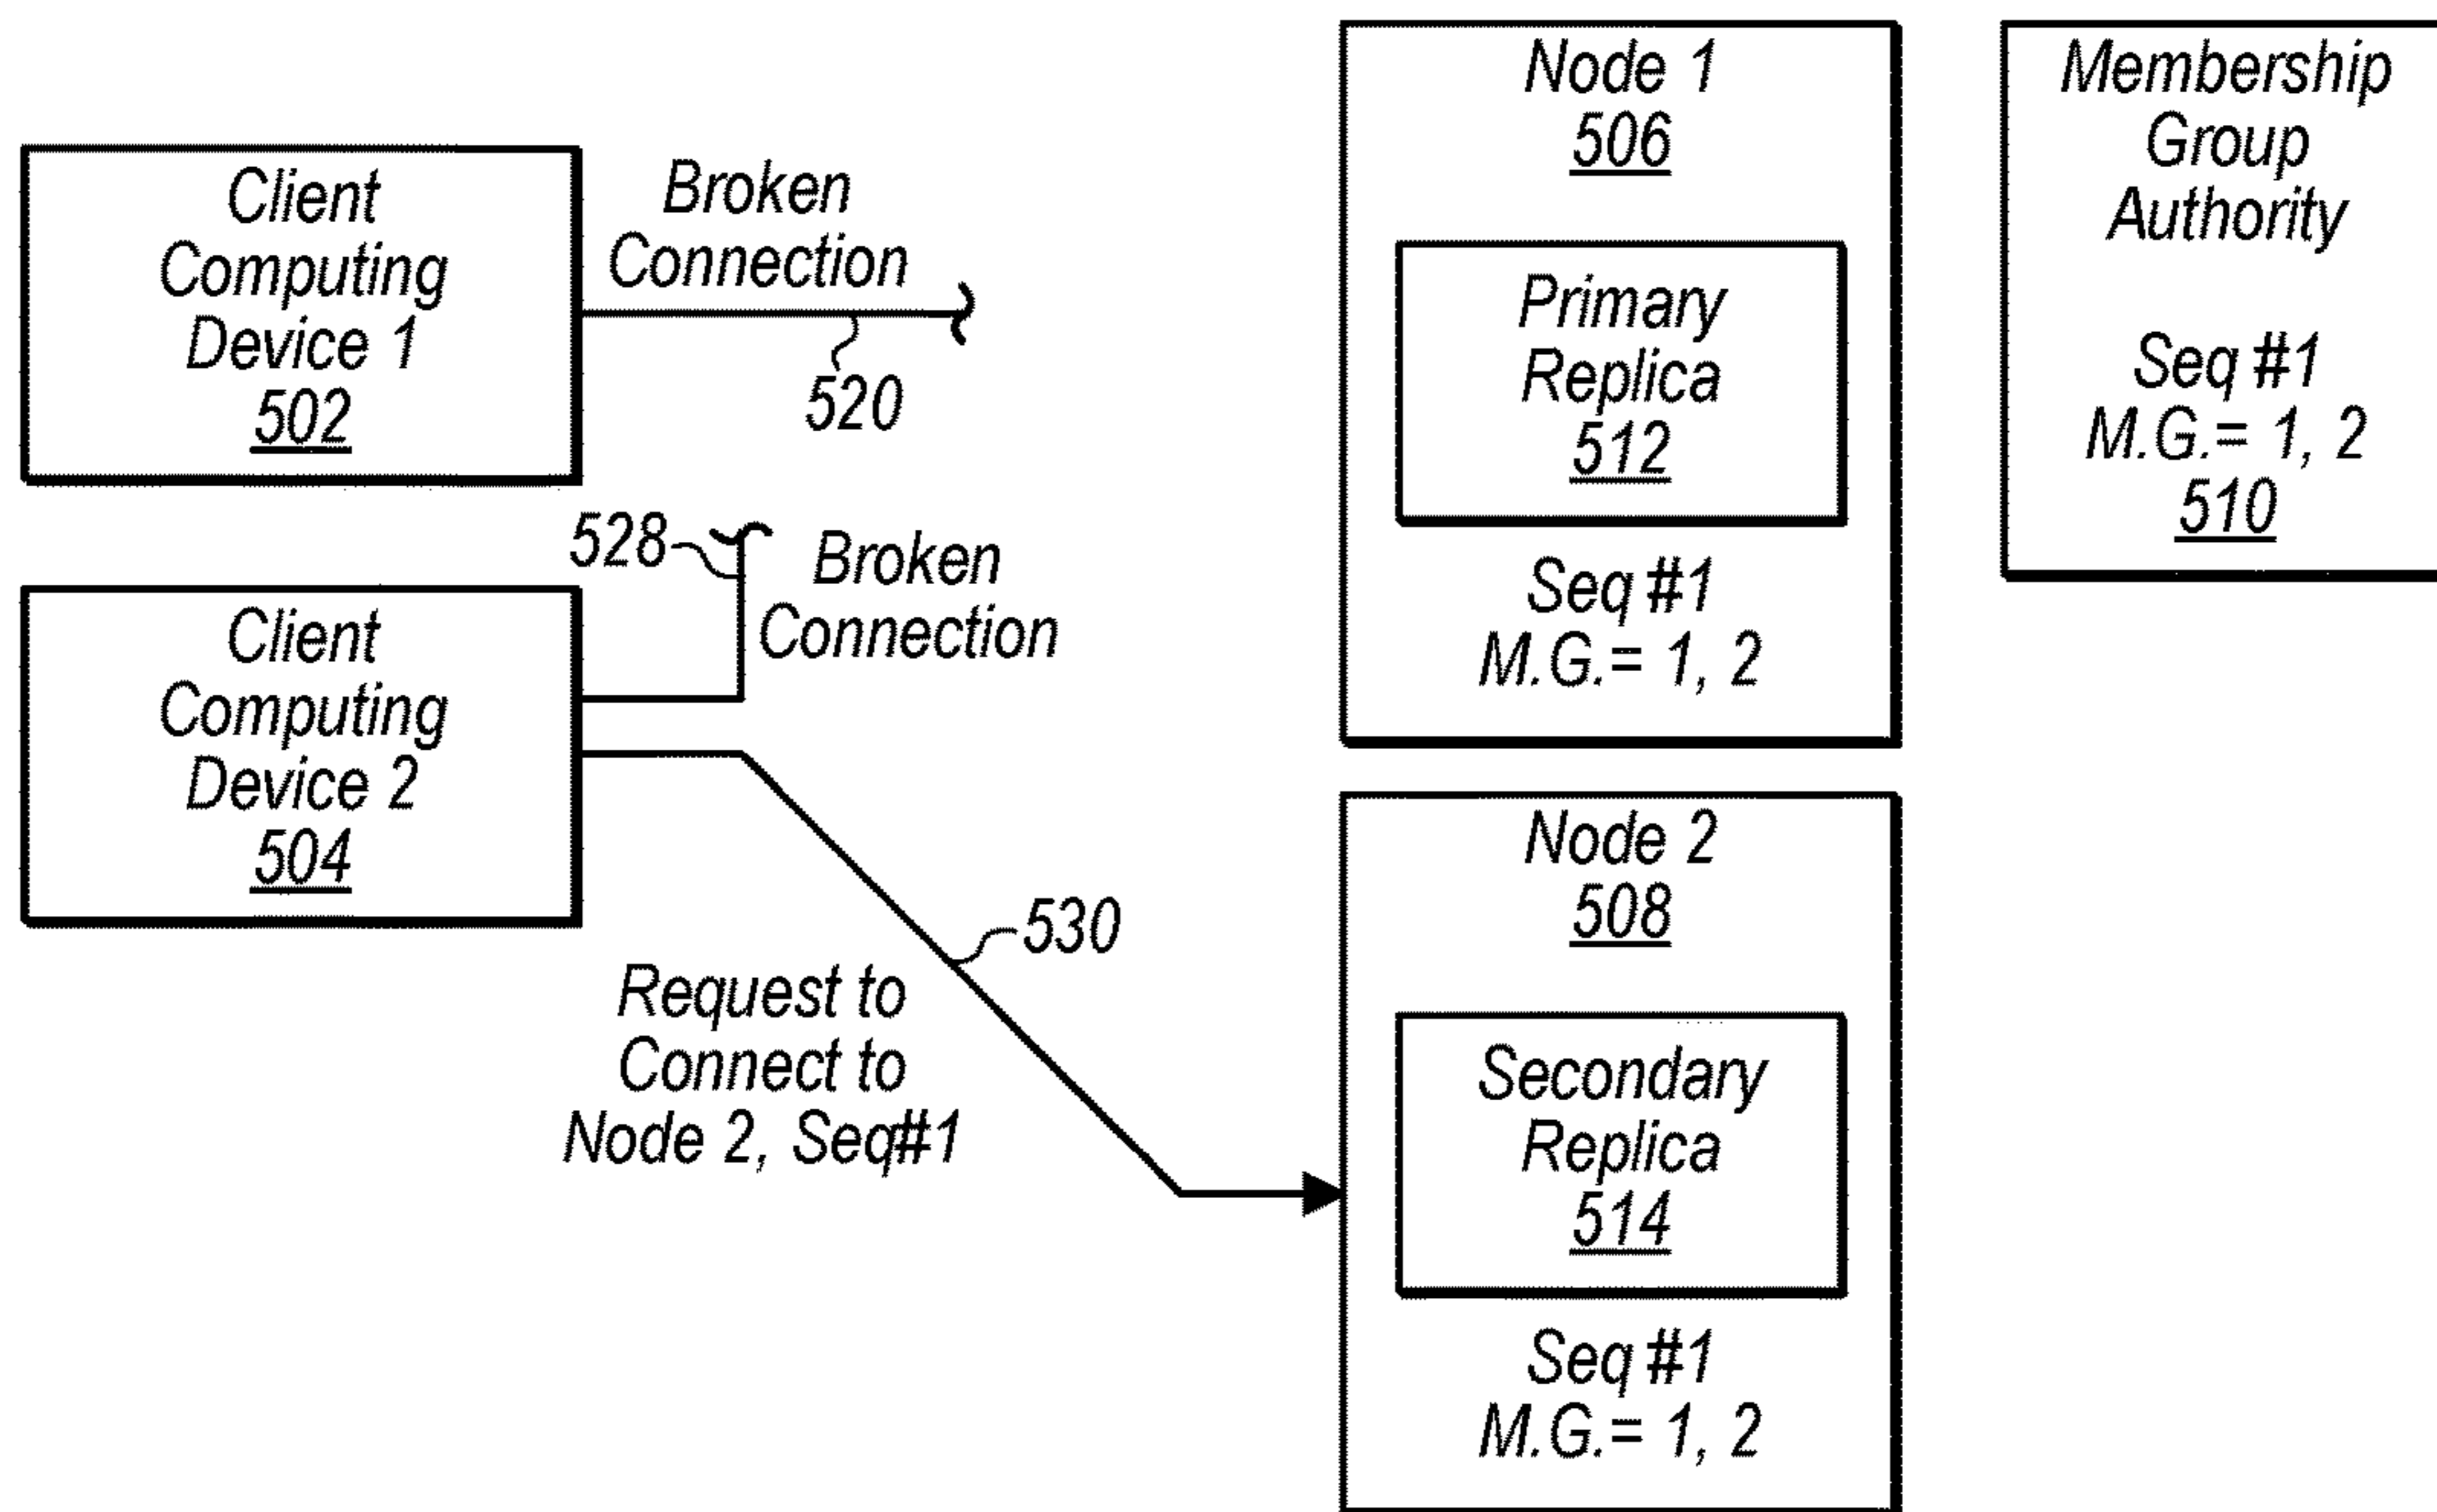 Client
Computing
Device 1
502
Broken
Connection
520
Client
Computing
Device 2
504
528
Broken
Connection
530
Request to
Connect to
Node 2, Seq#1
Node 1
506
Primary
Replica
512
Seq #1
M.G.= 1, 2
Node 2
508
Secondary
Replica
514
Seq #1
M.G.= 1, 2
Membership
Group
Authority
Seq #1
M.G.= 1, 2
510